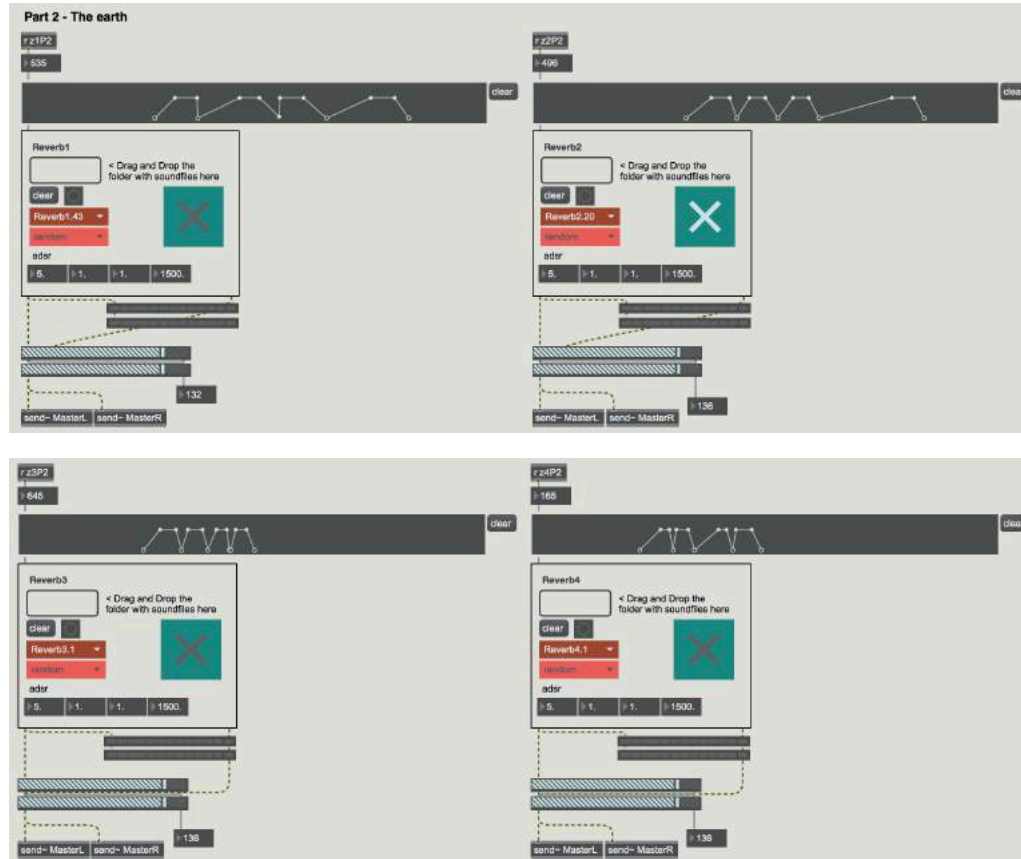 Part 2 - The earth
r z1P2
535
clear
Reverb1
< Drag and Drop the
folder with soundfiles here
clear
Reverb1.43
random
adsr
5. 1. 1. 1500.
132
send~ MasterL send~ MasterR
r z2P2
496
clear
Reverb2
< Drag and Drop the
folder with soundfiles here
clear
Reverb2.20
random
adsr
5. 1. 1. 1500.
136
send~ MasterL send~ MasterR
r z3P2
645
clear
Reverb3
< Drag and Drop the
folder with soundfiles here
clear
Reverb3.1
random
adsr
5. 1. 1. 1500.
136
send~ MasterL send~ MasterR
r z4P2
165
clear
Reverb4
< Drag and Drop the
folder with soundfiles here
clear
Reverb4.1
random
adsr
5. 1. 1. 1500.
136
send~ MasterL send~ MasterR